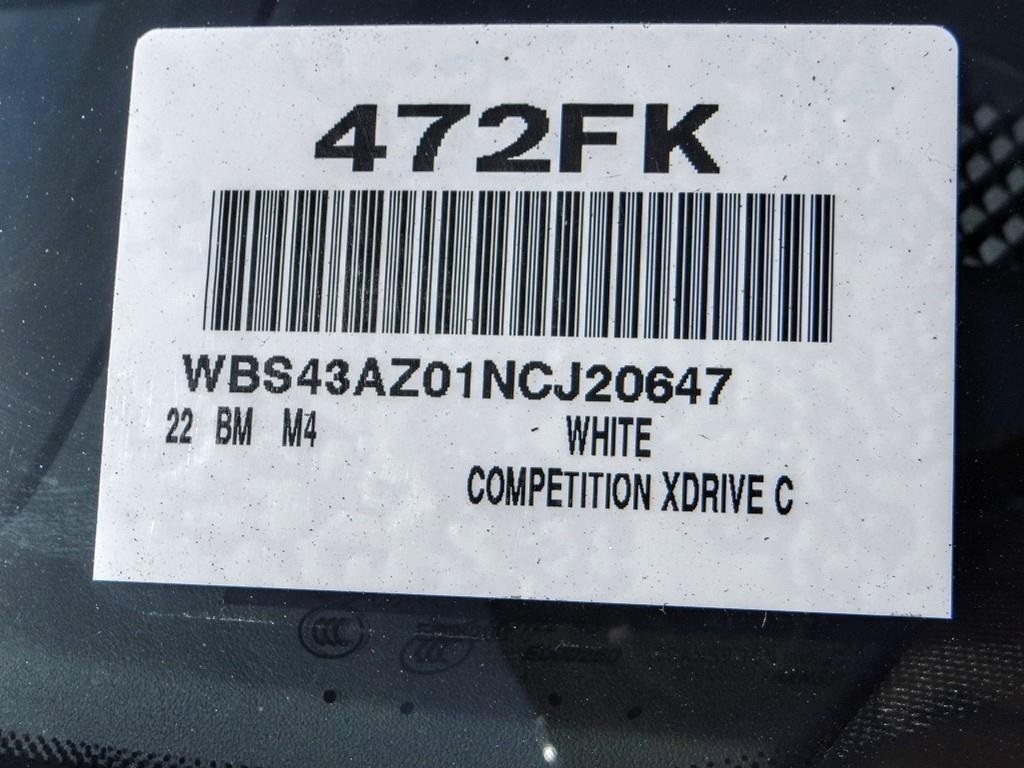 472FK
WBS43AZ01NCJ20647
22 BM M4 WHITE
COMPETITION XDRIVE C